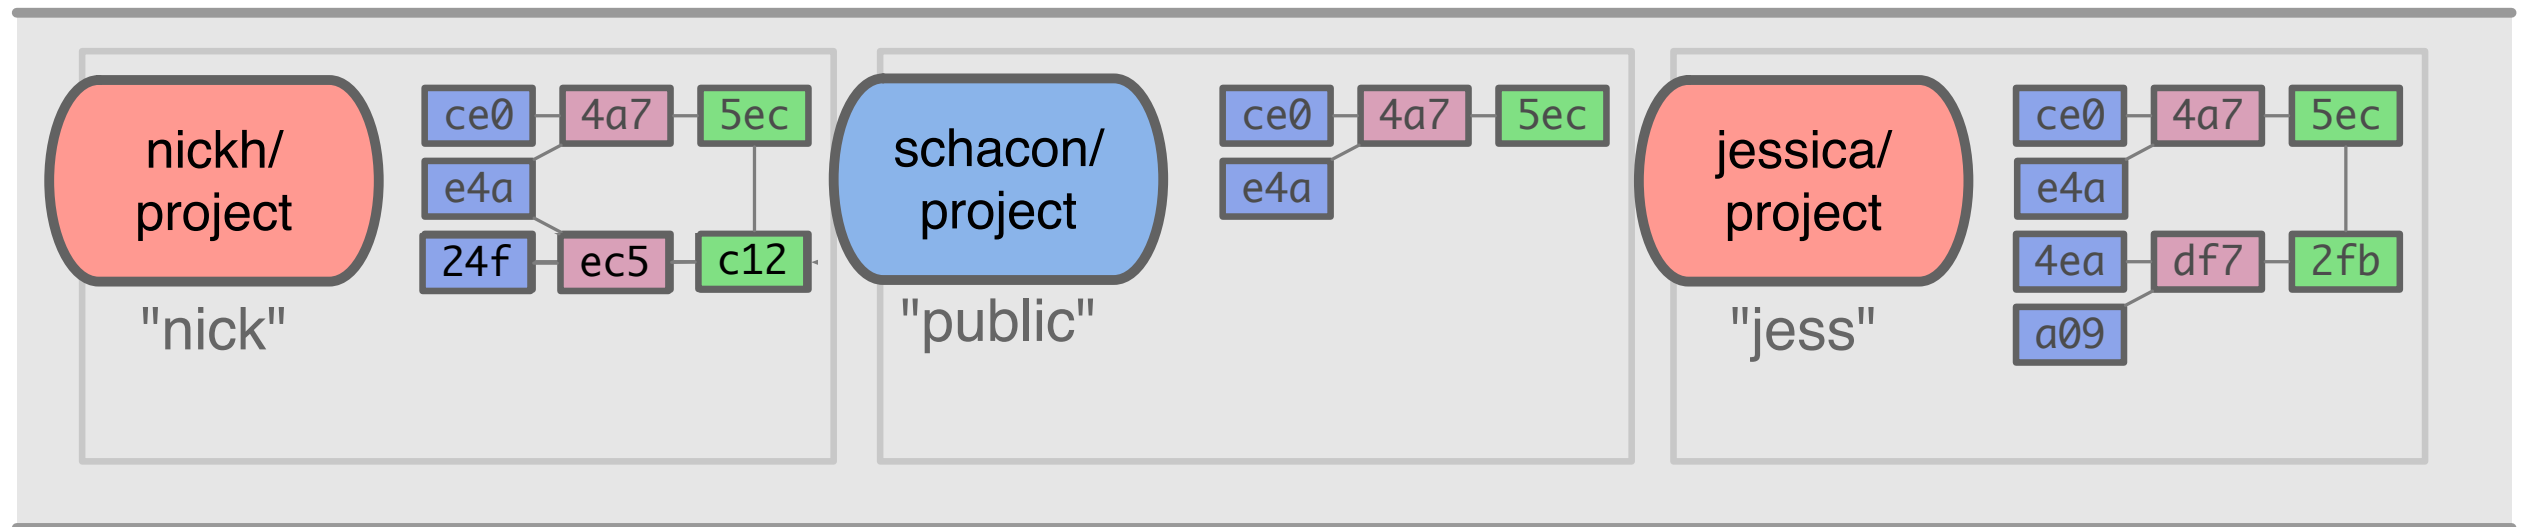 nickh/
project
"nick"
ce0 4a7 5ec
e4a
24f ec5 c12
schacon/
project
"public"
ce0 4a7 5ec
e4a
jessica/
project
"jess"
ce0 4a7 5ec
e4a
4ea df7 2fb
a09